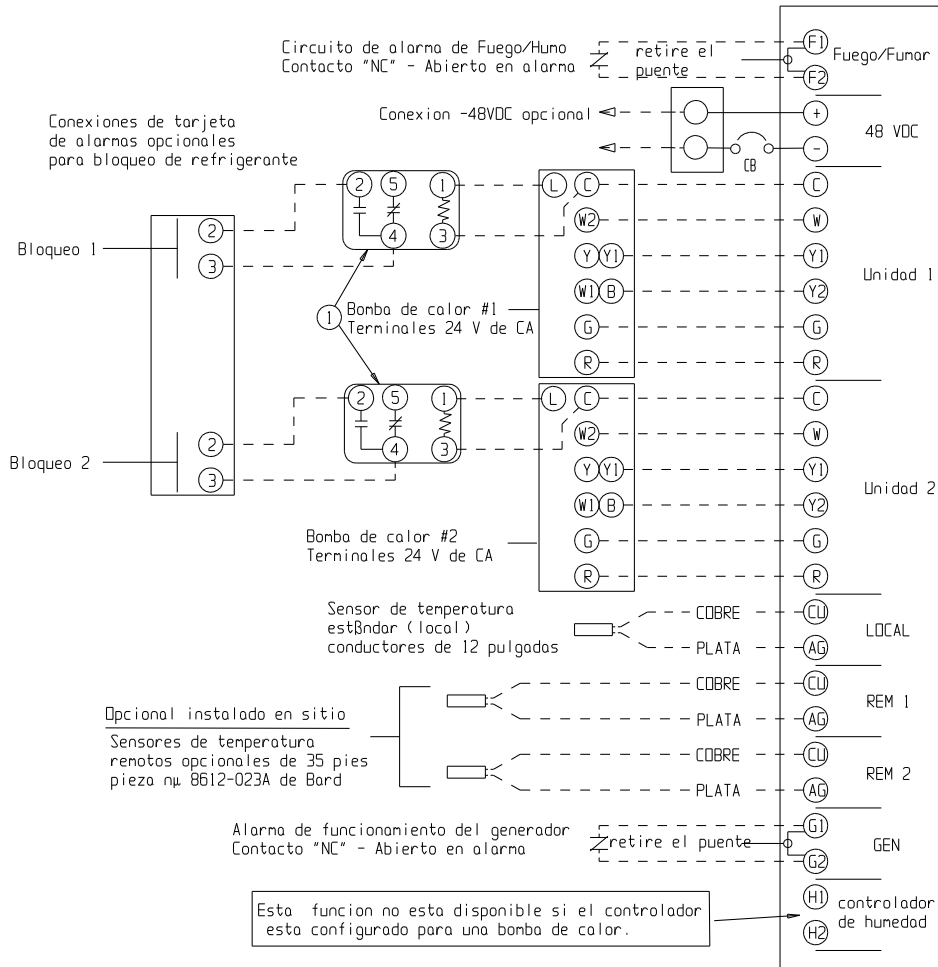 Circuito de alarma de Fuego/Humo
Contacto "NC" - Abierto en alarma
retire el
puente
F1
F2
Fuego/Fumar
Conexion -48VDC opcional
CB
+
-
48 VDC
Conexiones de tarjeta
de alarmas opcionales
para bloqueo de refrigerante
Bloqueo 1
2
3
2
5
1
4
3
L
C
W2
Y
Y1
W1
B
G
R
C
W
Y1
Y2
G
R
Unidad 1
1
Bomba de calor #1
Terminales 24 V de CA
Bloqueo 2
2
3
2
5
1
4
3
L
C
W2
Y
Y1
W1
B
G
R
C
W
Y1
Y2
G
R
Unidad 2
Bomba de calor #2
Terminales 24 V de CA
Sensor de temperatura
estßndar (local)
conductores de 12 pulgadas
COBRE
PLATA
CU
AG
LOCAL
Opcional instalado en sitio
Sensores de temperatura
remotos opcionales de 35 pies
pieza nµ 8612-023A de Bard
COBRE
PLATA
CU
AG
REM 1
COBRE
PLATA
CU
AG
REM 2
Alarma de funcionamiento del generador
Contacto "NC" - Abierto en alarma
retire el puente
G1
G2
GEN
Esta funcion no esta disponible si el controlador
esta configurado para una bomba de calor.
H1
H2
controlador
de humedad